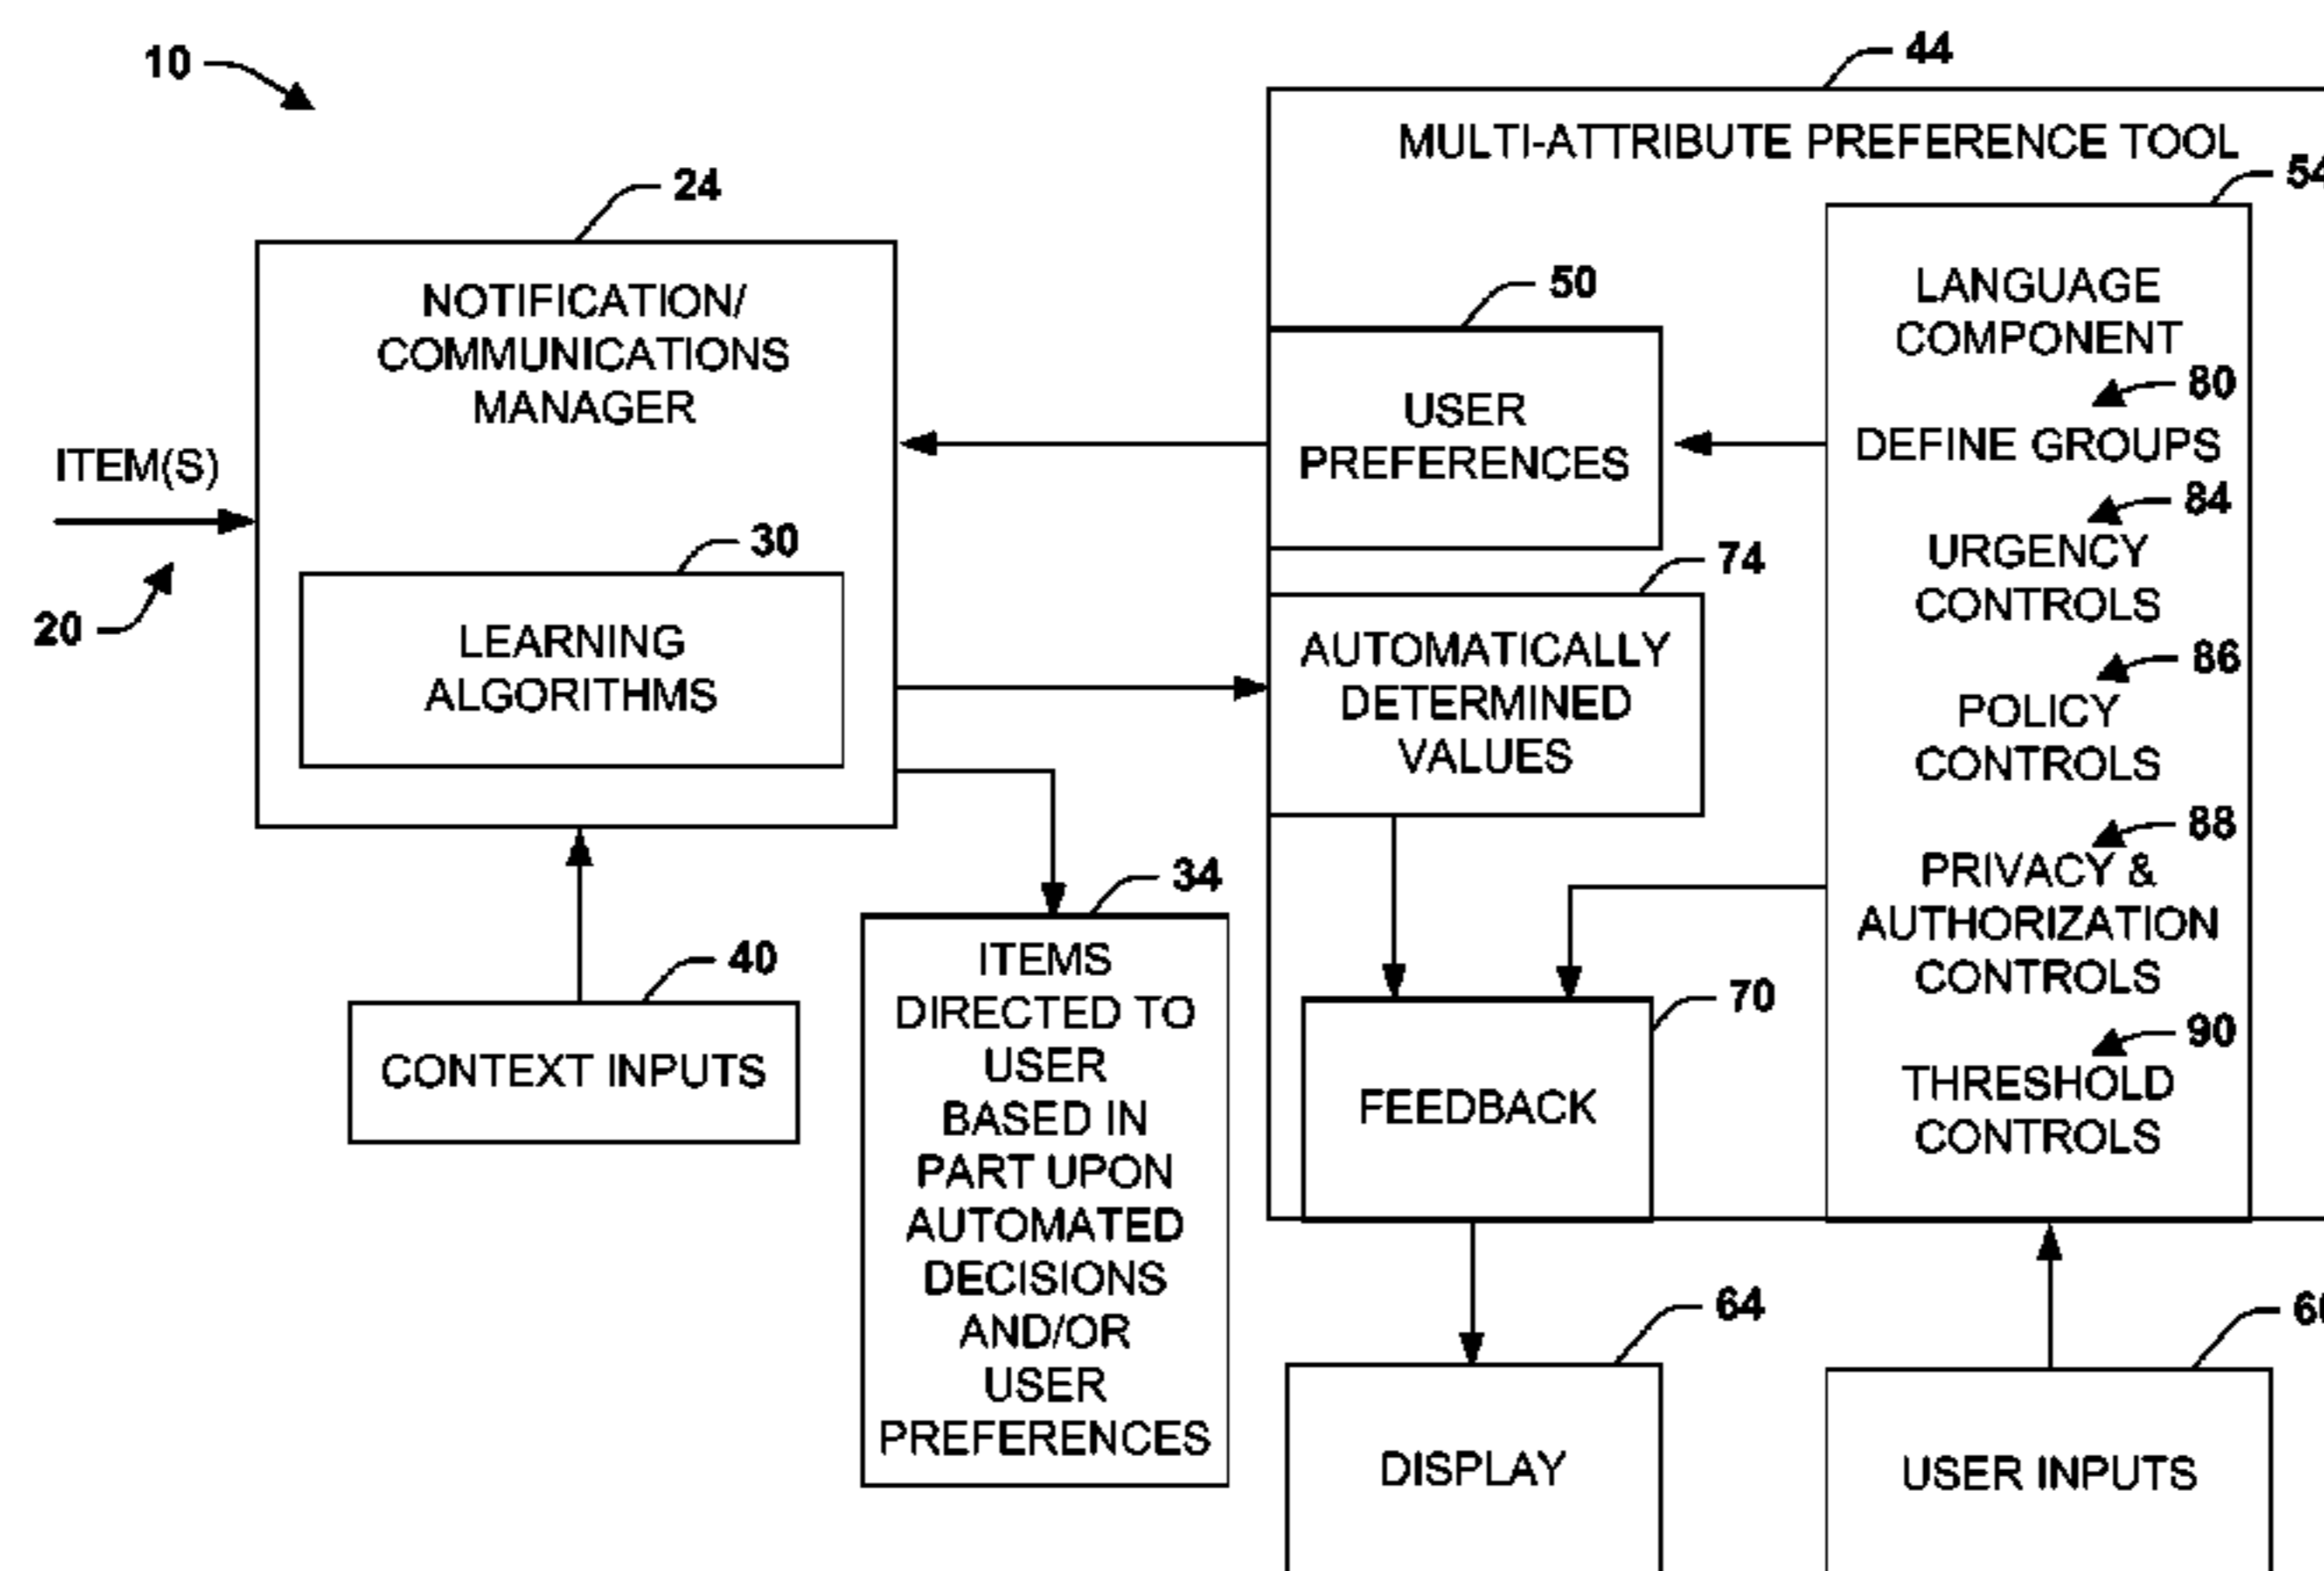 10
44
MULTI-ATTRIBUTE PREFERENCE TOOL
24
NOTIFICATION/
COMMUNICATIONS
MANAGER
ITEM(S)
20
30
LEARNING
ALGORITHMS
40
CONTEXT INPUTS
34
ITEMS
DIRECTED TO
USER
BASED IN
PART UPON
AUTOMATED
DECISIONS
AND/OR
USER
PREFERENCES
50
USER
PREFERENCES
74
AUTOMATICALLY
DETERMINED
VALUES
70
FEEDBACK
64
DISPLAY
54
LANGUAGE
COMPONENT
80
DEFINE GROUPS
84
URGENCY
CONTROLS
86
POLICY
CONTROLS
88
PRIVACY &
AUTHORIZATION
CONTROLS
90
THRESHOLD
CONTROLS
USER INPUTS